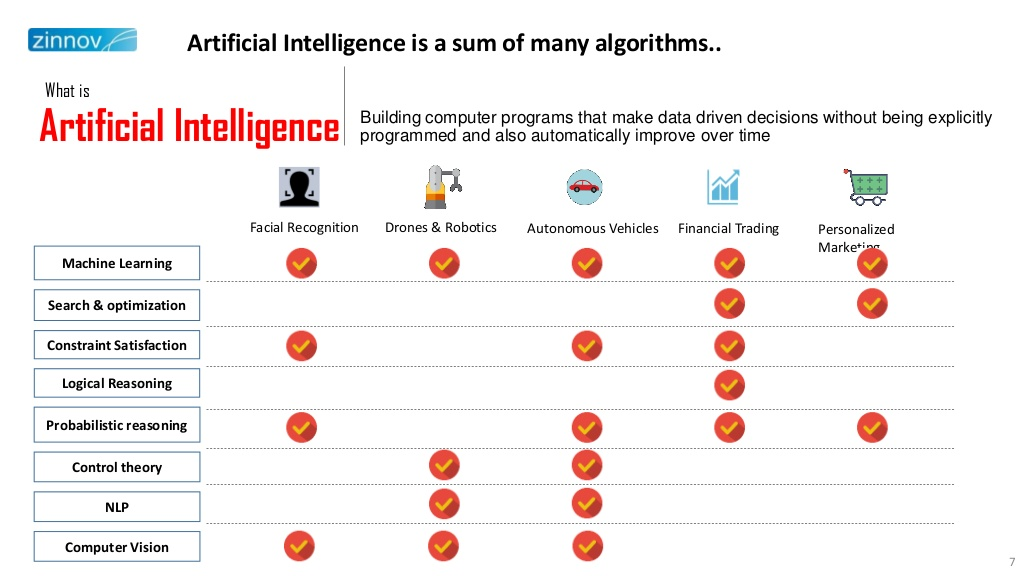 zinnov
Artificial Intelligence is a sum of many algorithms..
What is
Artificial Intelligence
Building computer programs that make data driven decisions without being explicitly
programmed and also automatically improve over time
Facial Recognition
Drones & Robotics
Autonomous Vehicles
Financial Trading
Personalized
Marketing
Machine Learning
Search & optimization
Constraint Satisfaction
Logical Reasoning
Probabilistic reasoning
Control theory
NLP
Computer Vision
7